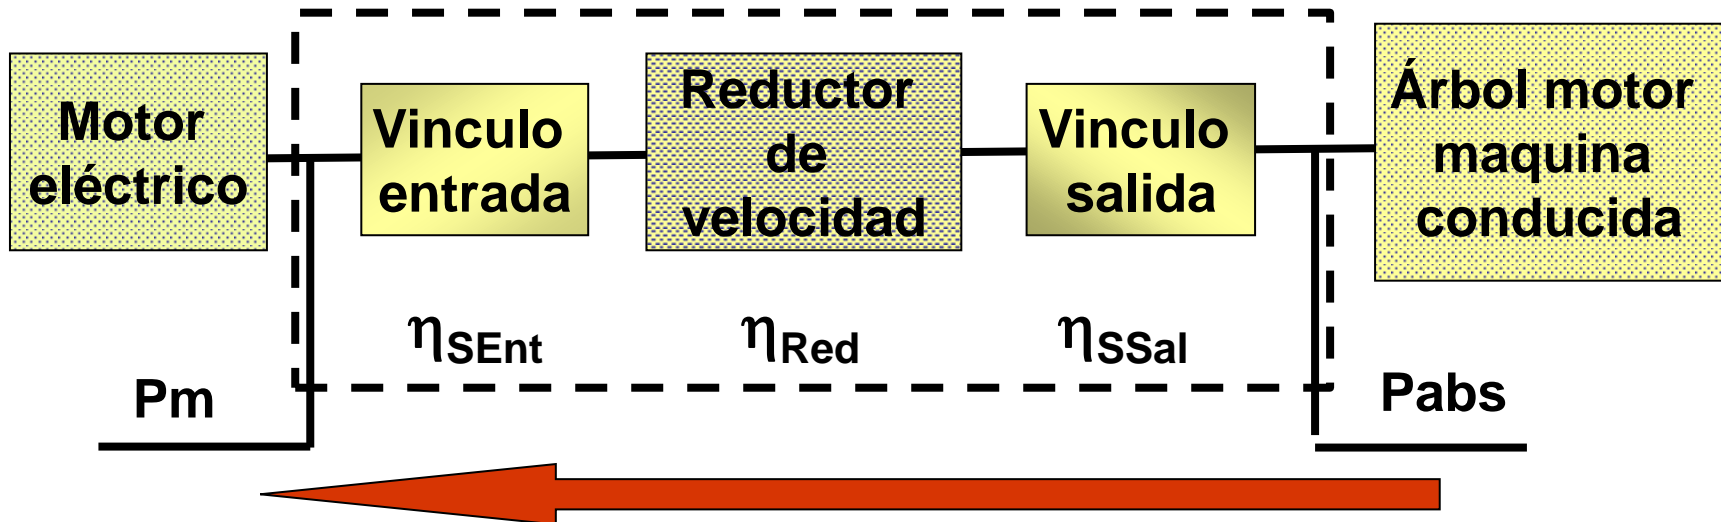 Motor
eléctrico
Vinculo
entrada
Reductor
de
velocidad
Vinculo
salida
Árbol motor
maquina
conducida
ηSEnt
ηRed
ηSSal
Pm
Pabs